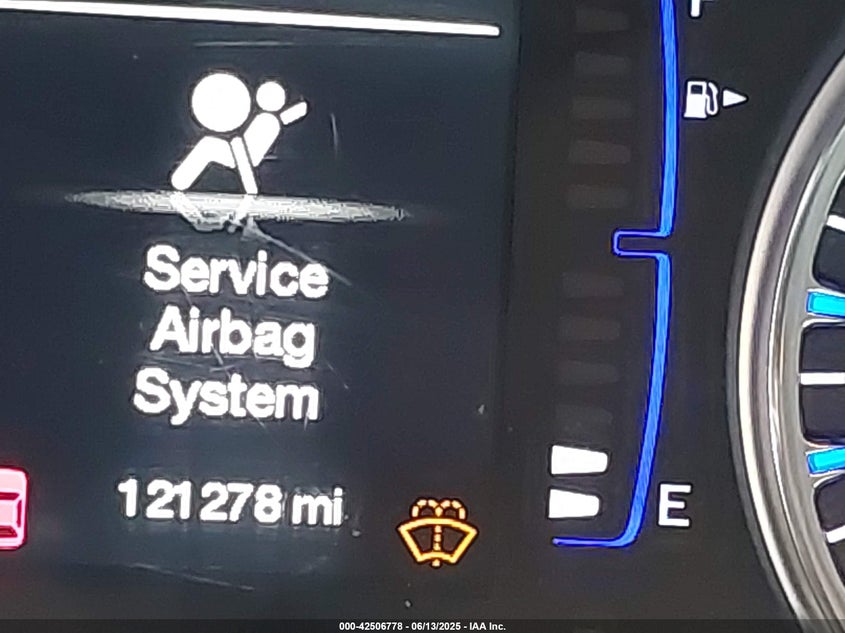 Service
Airbag
System
121278 mi
E
000-42506778 - 06/13/2025 - IAA Inc.